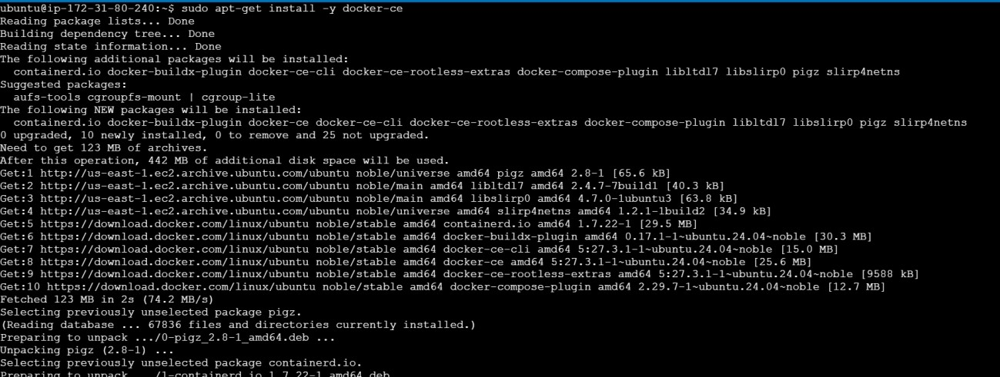 ubuntu@ip-172-31-80-240:~$ sudo apt-get install -y docker-ce
Reading package lists... Done
Building dependency tree... Done
Reading state information... Done
The following additional packages will be installed:
  containerd.io docker-buildx-plugin docker-ce-cli docker-ce-rootless-extras docker-compose-plugin libltdl7 libslirp0 pigz slirp4netns
Suggested packages:
  aufs-tools cgroupfs-mount | cgroup-lite
The following NEW packages will be installed:
  containerd.io docker-buildx-plugin docker-ce docker-ce-cli docker-ce-rootless-extras docker-compose-plugin libltdl7 libslirp0 pigz slirp4netns
0 upgraded, 10 newly installed, 0 to remove and 25 not upgraded.
Need to get 123 MB of archives.
After this operation, 442 MB of additional disk space will be used.
Get:1 http://us-east-1.ec2.archive.ubuntu.com/ubuntu noble/universe amd64 pigz amd64 2.8-1 [65.6 kB]
Get:2 http://us-east-1.ec2.archive.ubuntu.com/ubuntu noble/main amd64 libltdl7 amd64 2.4.7-7build1 [40.3 kB]
Get:3 http://us-east-1.ec2.archive.ubuntu.com/ubuntu noble/main amd64 libslirp0 amd64 4.7.0-1ubuntu3 [63.8 kB]
Get:4 http://us-east-1.ec2.archive.ubuntu.com/ubuntu noble/universe amd64 slirp4netns amd64 1.2.1-1build2 [34.9 kB]
Get:5 https://download.docker.com/linux/ubuntu noble/stable amd64 containerd.io amd64 1.7.22-1 [29.5 MB]
Get:6 https://download.docker.com/linux/ubuntu noble/stable amd64 docker-buildx-plugin amd64 0.17.1-1~ubuntu.24.04~noble [30.3 MB]
Get:7 https://download.docker.com/linux/ubuntu noble/stable amd64 docker-ce-cli amd64 5:27.3.1-1~ubuntu.24.04~noble [15.0 MB]
Get:8 https://download.docker.com/linux/ubuntu noble/stable amd64 docker-ce amd64 5:27.3.1-1~ubuntu.24.04~noble [25.6 MB]
Get:9 https://download.docker.com/linux/ubuntu noble/stable amd64 docker-ce-rootless-extras amd64 5:27.3.1-1~ubuntu.24.04~noble [9588 kB]
Get:10 https://download.docker.com/linux/ubuntu noble/stable amd64 docker-compose-plugin amd64 2.29.7-1~ubuntu.24.04~noble [12.7 MB]
Fetched 123 MB in 2s (74.2 MB/s)
Selecting previously unselected package pigz.
(Reading database ... 67836 files and directories currently installed.)
Preparing to unpack .../0-pigz_2.8-1_amd64.deb ...
Unpacking pigz (2.8-1) ...
Selecting previously unselected package containerd.io.
Preparing to unpack .../1-containerd.io_1.7.22-1_amd64.deb ...